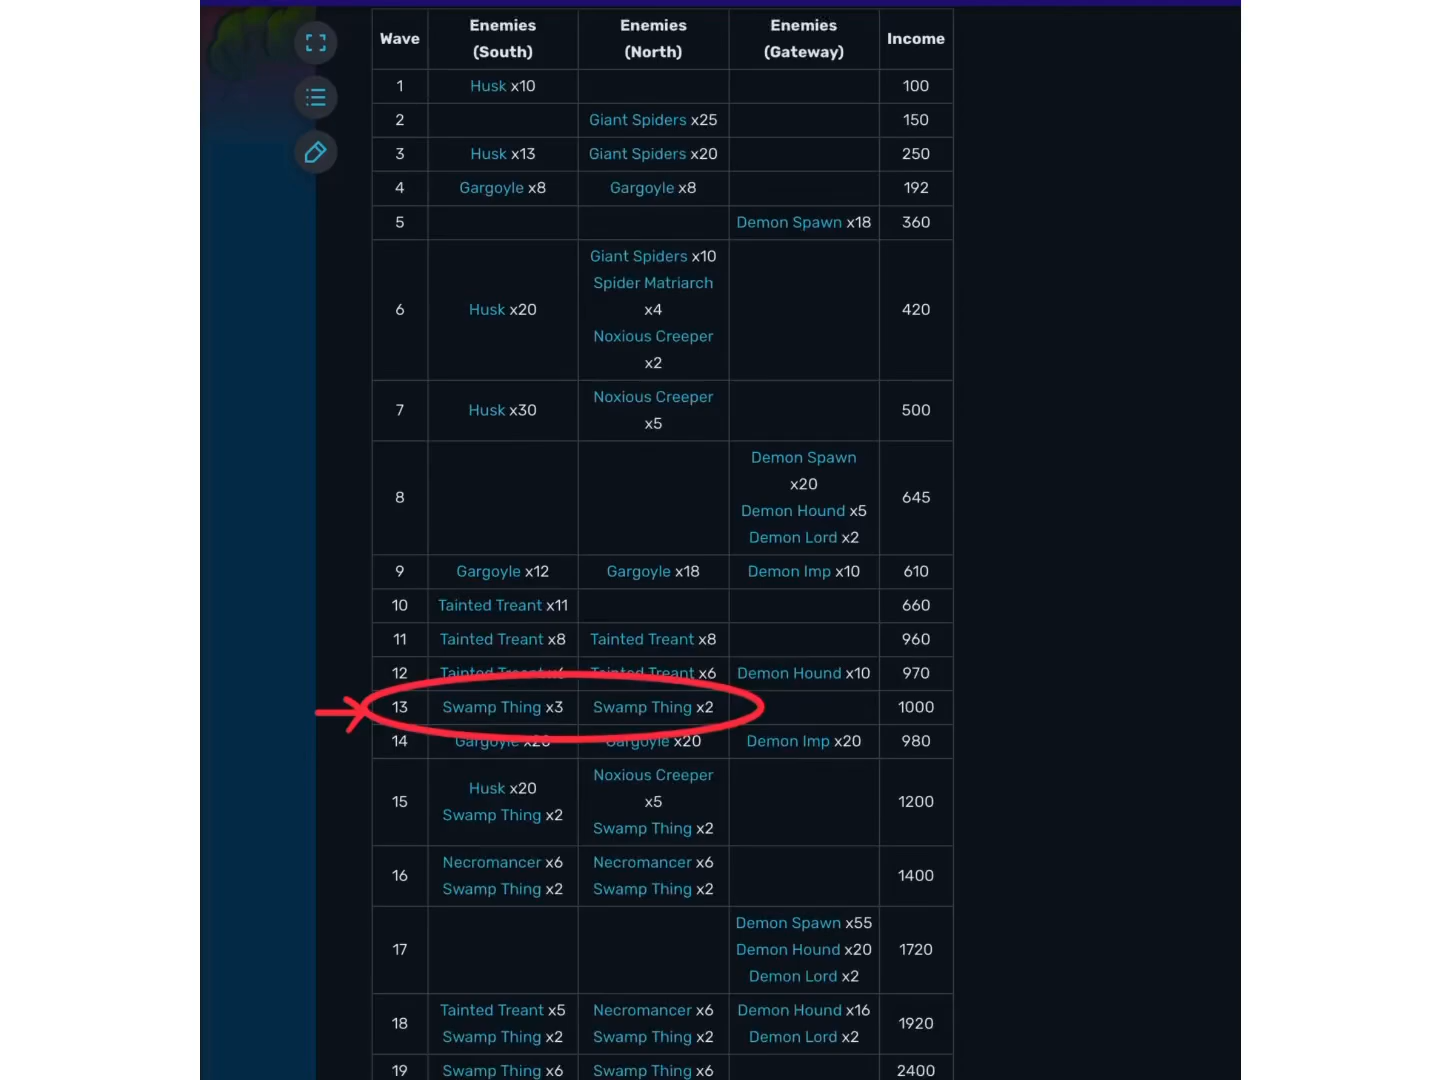 Wave Enemies (South) Enemies (North) Enemies (Gateway) Income
1 Husk x10 100
2 Giant Spiders x25 150
3 Husk x13 Giant Spiders x20 250
4 Gargoyle x8 Gargoyle x8 192
5 Demon Spawn x18 360
6 Husk x20 Giant Spiders x10 Spider Matriarch x4 Noxious Creeper x2 420
7 Husk x30 Noxious Creeper x5 500
8 Demon Spawn x20 Demon Hound x5 Demon Lord x2 645
9 Gargoyle x12 Gargoyle x18 Demon Imp x10 610
10 Tainted Treant x11 660
11 Tainted Treant x8 Tainted Treant x8 960
12 Tainted Treant x6 Tainted Treant x6 Demon Hound x10 970
13 Swamp Thing x3 Swamp Thing x2 1000
14 Gargoyle Gargoyle x20 Demon Imp x20 980
15 Husk x20 Swamp Thing x2 Noxious Creeper x5 Swamp Thing x2 1200
16 Necromancer x6 Swamp Thing x2 Necromancer x6 Swamp Thing x2 1400
17 Demon Spawn x55 Demon Hound x20 Demon Lord x2 1720
18 Tainted Treant x5 Swamp Thing x2 Necromancer x6 Swamp Thing x2 Demon Hound x16 Demon Lord x2 1920
19 Swamp Thing x6 Swamp Thing x6 2400